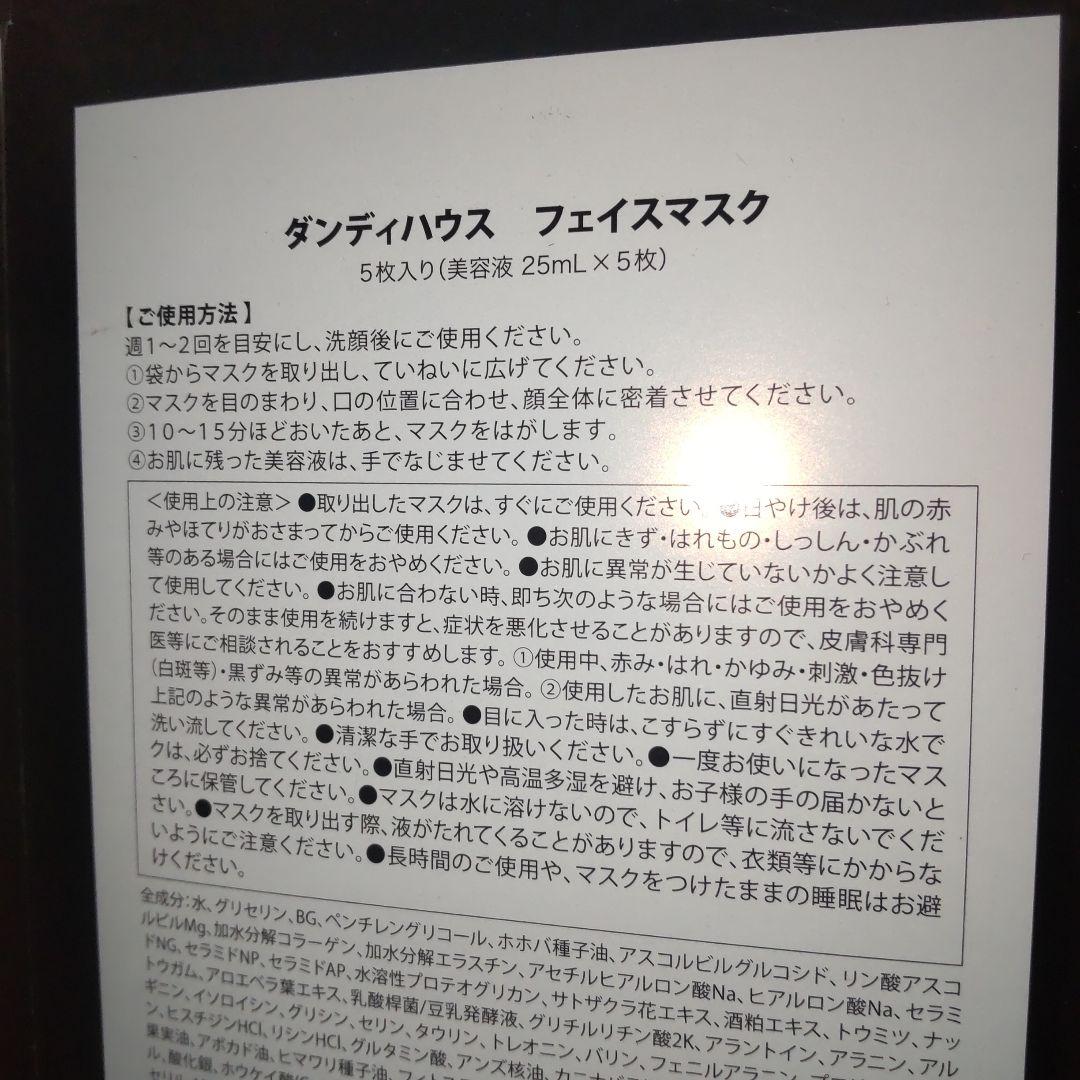 ダンディハウス　フェイスマスク
5枚入り(美容液 25mL×5枚)
【ご使用方法】
週1〜2回を目安にし、洗顔後にご使用ください。
①袋からマスクを取り出し、ていねいに広げてください。
②マスクを目のまわり、口の位置に合わせ、顔全体に密着させてください。
③10〜15分ほどおいたあと、マスクをはがします。
④お肌に残った美容液は、手でなじませてください。
＜使用上の注意＞●取り出したマスクは、すぐにご使用ください。●日やけ後は、肌の赤
みやほてりがおさまってからご使用ください。●お肌にきず・はれもの・しっしん・かぶれ
等のある場合にはご使用をおやめください。●お肌に異常が生じていないかよく注意し
て使用してください。●お肌に合わない時、即ち次のような場合にはご使用をおやめく
ださい。そのまま使用を続けますと、症状を悪化させることがありますので、皮膚科専門
医等にご相談されることをおすすめします。①使用中、赤み・はれ・かゆみ・刺激・色抜け
(白斑等)・黒ずみ等の異常があらわれた場合。②使用したお肌に、直射日光があたって
上記のような異常があらわれた場合。●目に入った時は、こすらずにすぐきれいな水で
洗い流してください。●清潔な手でお取り扱いください。●一度お使いになったマス
クは、必ずお捨てください。●直射日光や高温多湿を避け、お子様の手の届かないと
ころに保管してください。●マスクは水に溶けないので、トイレ等に流さないでくだ
さい。●マスクを取り出す際、液がたれてくることがありますので、衣類等にかからな
いようにご注意ください。●長時間のご使用や、マスクをつけたままの睡眠はお避
けください。
全成分：水、グリセリン、BG、ペンチレングリコール、ホホバ種子油、アスコルビルグルコシド、リン酸アスコ
ルビルMg、加水分解コラーゲン、加水分解エラスチン、アセチルヒアルロン酸Na、ヒアルロン酸Na、セラミ
ドNG、セラミドNP、セラミドAP、水溶性プロテオグリカン、サトザクラ花エキス、酒粕エキス、トウミツ、ナッ
トウガム、アロエベラ葉エキス、乳酸桿菌/豆乳発酵液、グリチルリチン酸2K、アラントイン、アラニン、アル
ギニン、イソロイシン、グリシン、セリン、タウリン、トレオニン、バリン、フェニルアラニン、
ン、ヒスチジンHCl、リシンHCl、グルタミン酸、アンズ核油、
果実油、アボカド油、ヒマワリ種子油、
ル、酸化銀、ホウケイ酸